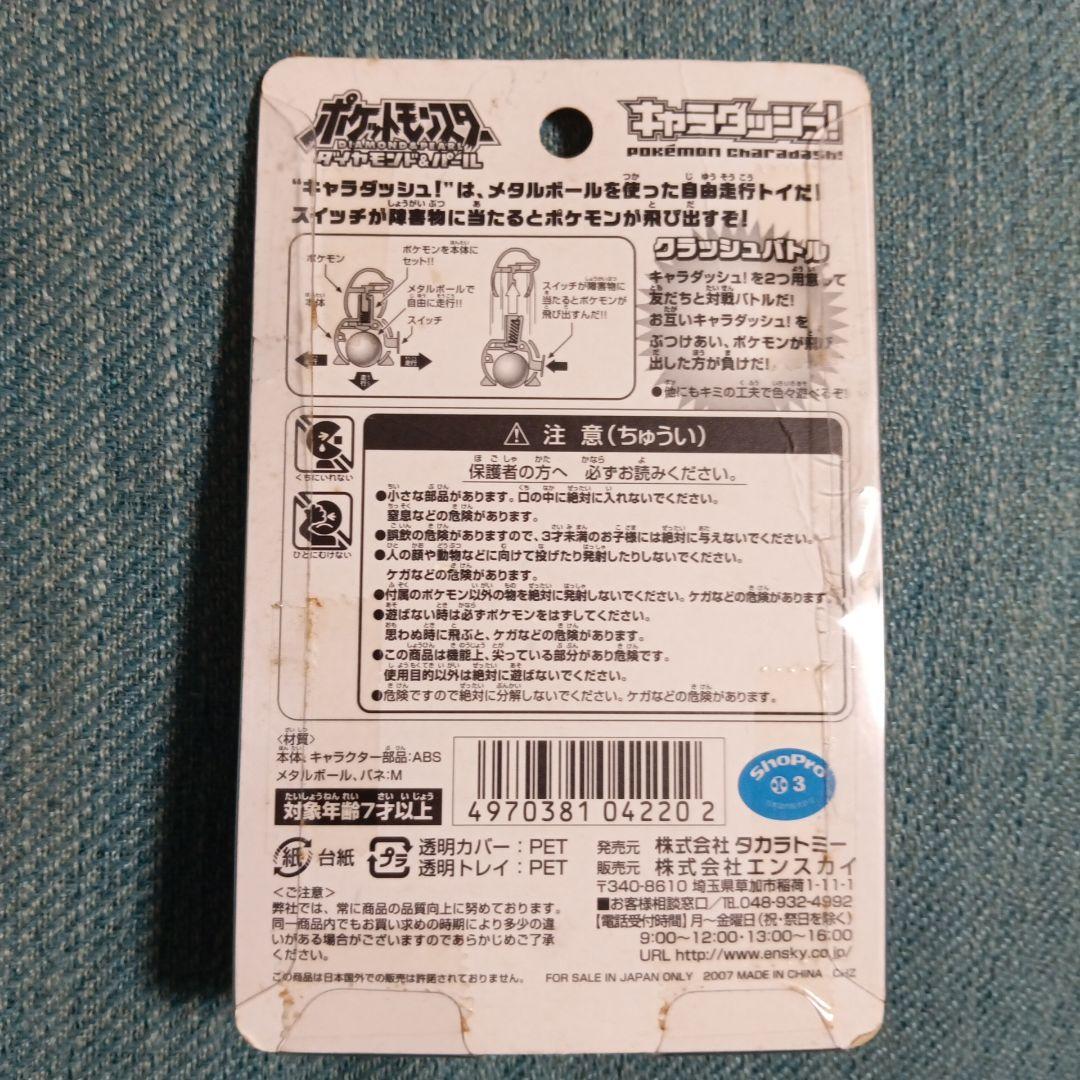 ポケットモンスター
DIAMOND&PEARL
ダイヤモンド&パール
キャラダッシュ!
Pokémon Charadash!
"キャラダッシュ!"は、メタルボールを使った自由走行トイだ!
スイッチが障害物に当たるとポケモンが飛び出すぞ!
ポケモン
ポケモンを本体に
セット!!
本体
メタルボールで
自由に走行!!
スイッチ
スイッチが障害物に
当たるとポケモンが
飛び出すんだ!!
クラッシュバトル
キャラダッシュ!を2つ用意して
友だちと対戦バトルだ!
お互いキャラダッシュ!を
ぶつけあい、ポケモンが飛び
出した方が負けだ!
●他にもキミの工夫で色々遊べるぞ!
くちにいれない
ひとにむけない
⚠ 注意(ちゅうい)
保護者の方へ 必ずお読みください。
●小さな部品があります。口の中に絶対に入れないでください。
窒息などの危険があります。
●誤飲の危険がありますので、3才未満のお子様には絶対に与えないでください。
●人の顔や動物などに向けて投げたり発射したりしないでください。
ケガなどの危険があります。
●付属のポケモン以外の物を絶対に発射しないでください。ケガなどの危険があります。
●遊ばない時は必ずポケモンをはずしてください。
思わぬ時に飛ぶと、ケガなどの危険があります。
●この商品は機能上、尖っている部分があり危険です。
使用目的以外は絶対に遊ばないでください。
●危険ですので絶対に分解しないでください。ケガなどの危険があります。
〈材質〉
本体、キャラクター部品:ABS
メタルボール、バネ:M
対象年齢7才以上
4970381042202
ShoPro
3
紙 台紙
プラ 透明カバー:PET
透明トレイ:PET
発売元 株式会社 タカラトミー
販売元 株式会社エンスカイ
〒340-8610 埼玉県草加市稲荷1-11-1
■お客様相談窓口/TEL048-932-4992
【電話受付時間】月〜金曜日(祝・祭日を除く)
9:00〜12:00・13:00〜16:00
URL http://www.ensky.co.jp/
<ご注意>
弊社では、常に商品の品質向上に努めております。
同一商品内でもお買い求めの時期により多少の違
いがある場合がございますのであらかじめご了承
ください。
この商品は日本国外での販売は許諾されておりません。 FOR SALE IN JAPAN ONLY 2007 MADE IN CHINA CHZ